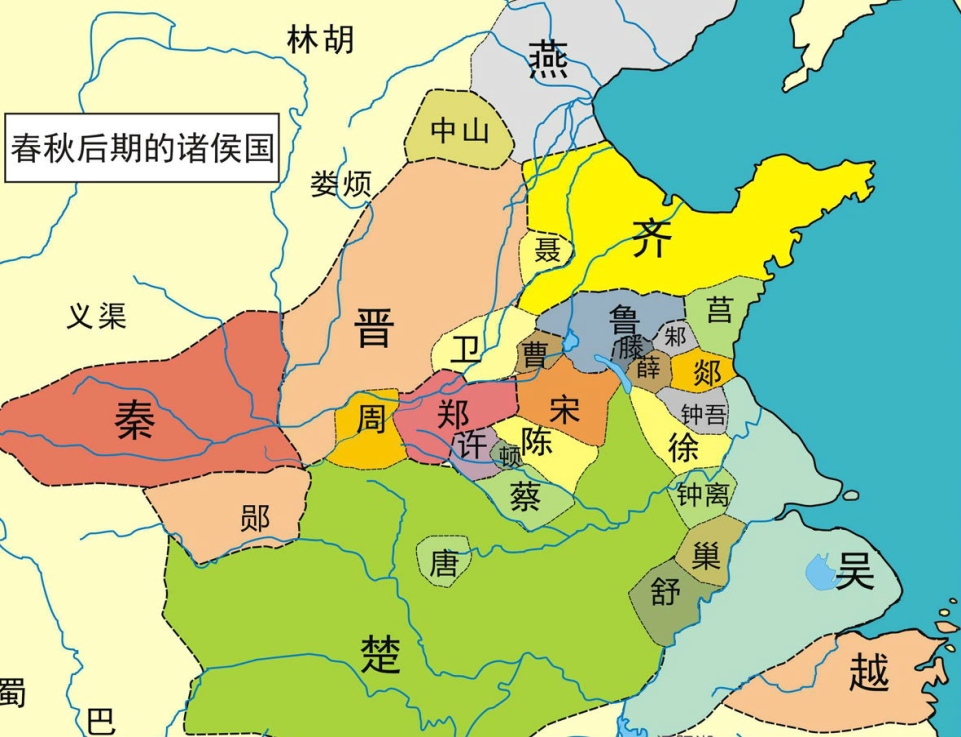 林胡
燕
中山
春秋后期的诸侯国
娄烦
齐
聂
义渠
晋
鲁
莒
邾
滕
卫
曹
薛
郯
秦
周
郑
宋
钟吾
许
陈
徐
顿
蔡
钟离
郧
唐
巢
吴
舒
楚
越
蜀
巴